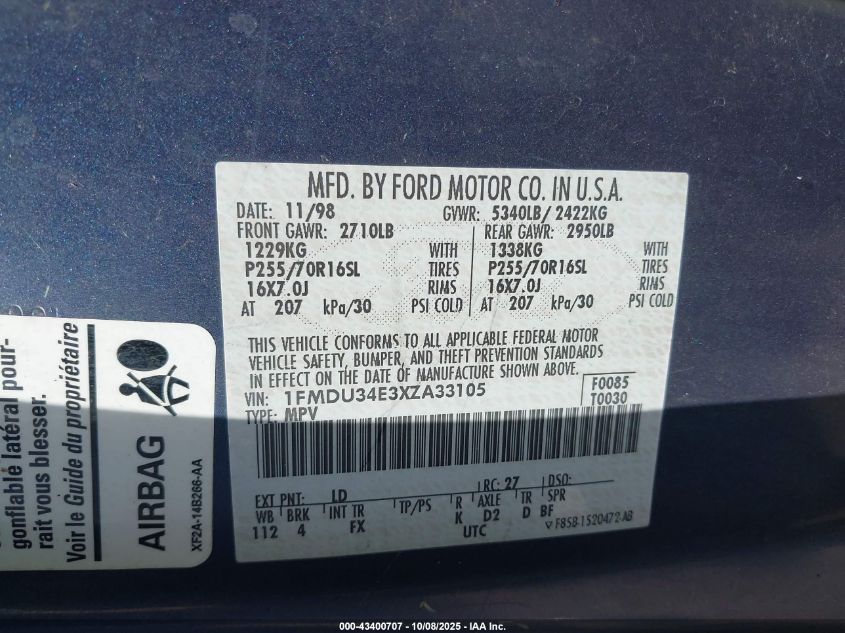 MFD. BY FORD MOTOR CO. IN U.S.A.
DATE: 11/98 GVWR: 5340LB/ 2422KG
FRONT GAWR: 2710LB REAR GAWR: 2950LB
1229KG WITH 1338KG WITH
P255/70R16SL TIRES P255/70R16SL TIRES
16X7.0J RIMS 16X7.0J RIMS
AT 207 kPa/30 PSI COLD AT 207 kPa/30 PSI COLD
THIS VEHICLE CONFORMS TO ALL APPLICABLE FEDERAL MOTOR
VEHICLE SAFETY, BUMPER, AND THEFT PREVENTION STANDARDS
IN EFFECT ON THE DATE OF MANUFACTURE SHOWN ABOVE.
VIN: 1FMDU34E3XZA33105 F0085
TYPE: MPV T0030
RC: 27 DSO:
EXT PNT: LD
WB BRK INT TR TP/PS R AXLE TR SPR
112 4 FX K D2 D BF
UTC ▽F85B-1520472-AB
gonflable latéral pour-
rait vous blesser.
Voir le Guide du propriétaire
AIRBAG
XF2A-14B266-AA
000-43400707 - 10/08/2025 - IAA Inc.